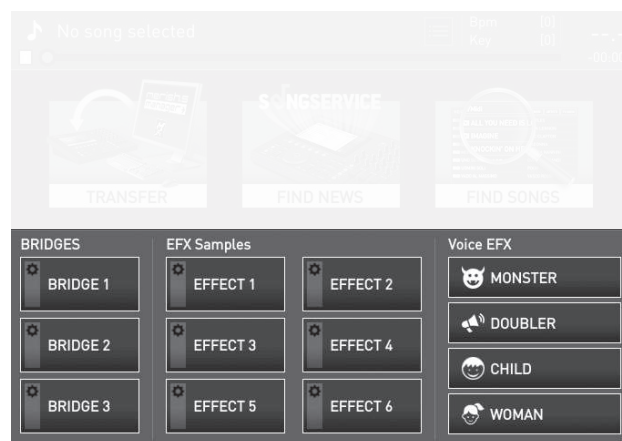 No song selected
Bpm [0]
Key [0]
-00:00
SONGSERVICE
TRANSFER
FIND NEWS
FIND SONGS
BRIDGES
EFX Samples
Voice EFX
BRIDGE 1
EFFECT 1
EFFECT 2
MONSTER
BRIDGE 2
EFFECT 3
EFFECT 4
DOUBLER
CHILD
BRIDGE 3
EFFECT 5
EFFECT 6
WOMAN